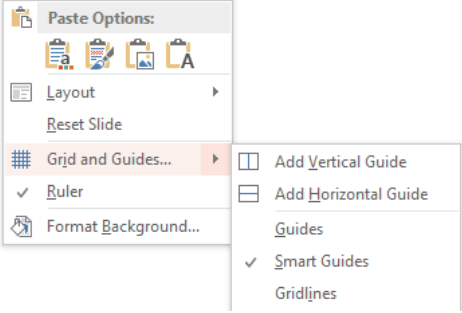 Paste Options:
Layout
Reset Slide
Grid and Guides...
Ruler
Format Background...
Add Vertical Guide
Add Horizontal Guide
Guides
Smart Guides
Gridlines